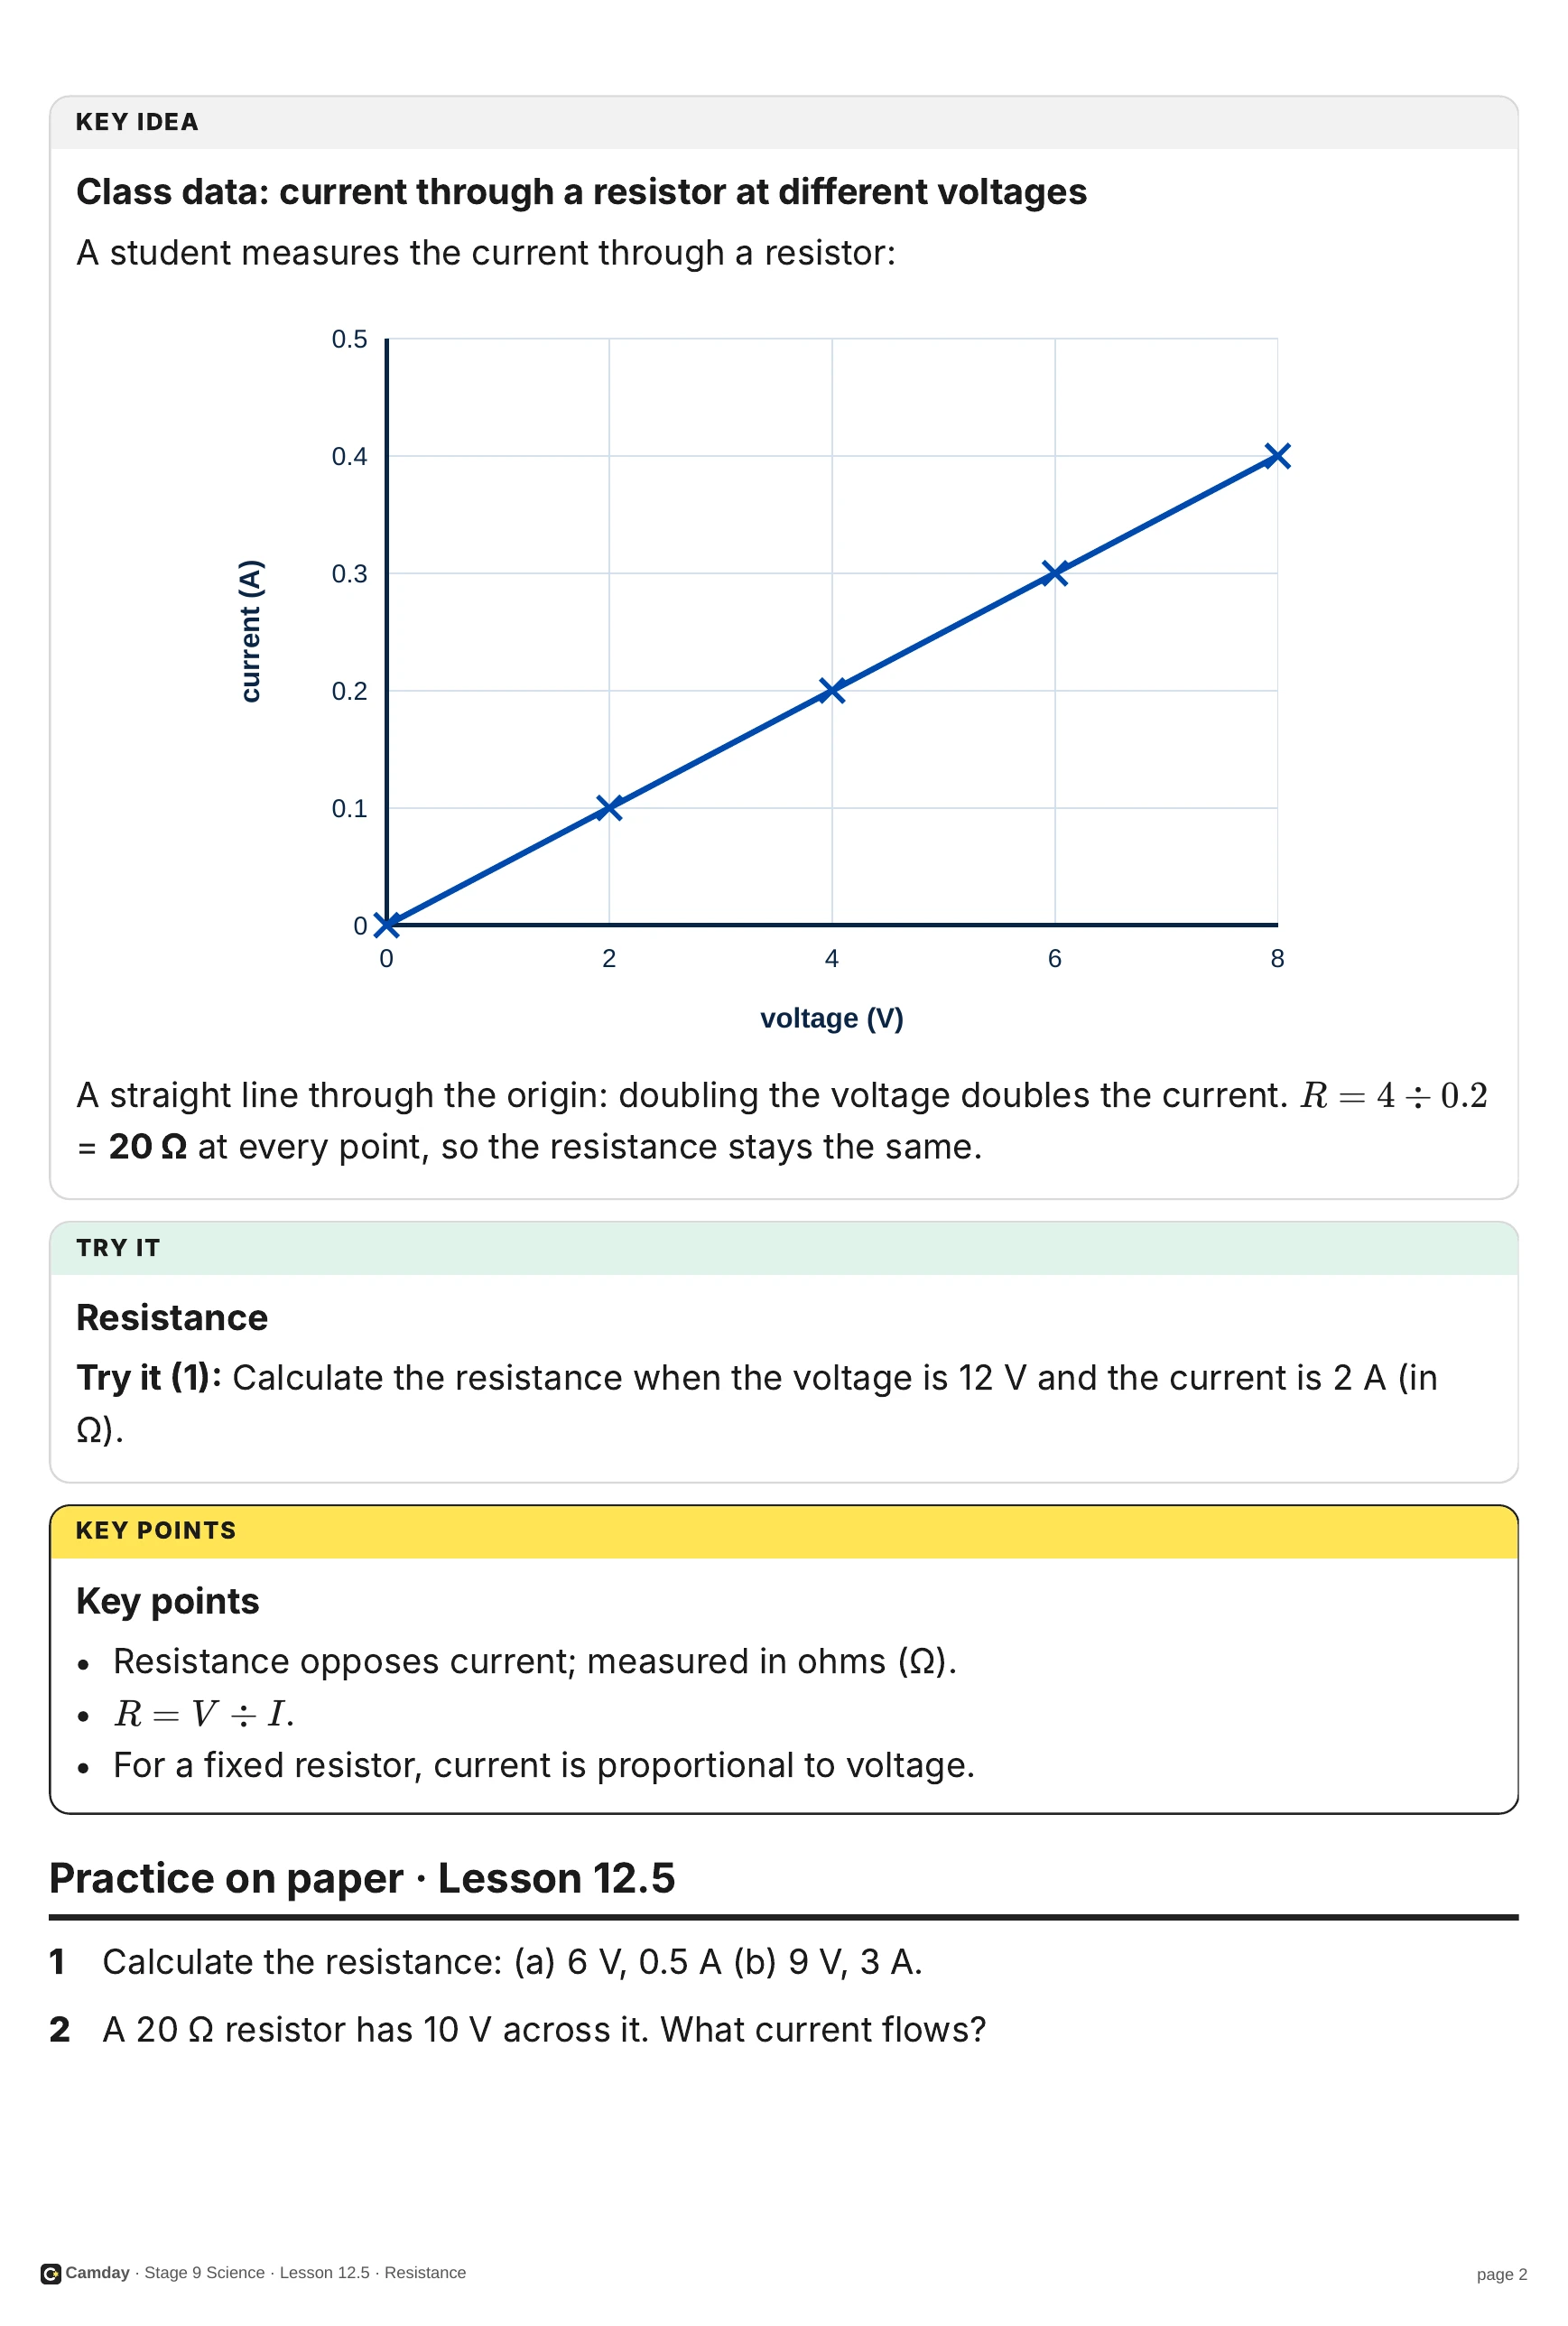 KEY IDEA
Class data: current through a resistor at different voltages
A student measures the current through a resistor:
0.5
0.4
0.3
0.2
0.1
0
current (A)
0 2 4 6 8
voltage (V)
A straight line through the origin: doubling the voltage doubles the current. R = 4 ÷ 0.2
= 20 Ω at every point, so the resistance stays the same.
TRY IT
Resistance
Try it (1): Calculate the resistance when the voltage is 12 V and the current is 2 A (in
Ω).
KEY POINTS
Key points
• Resistance opposes current; measured in ohms (Ω).
• R = V ÷ I.
• For a fixed resistor, current is proportional to voltage.
Practice on paper · Lesson 12.5
1 Calculate the resistance: (a) 6 V, 0.5 A (b) 9 V, 3 A.
2 A 20 Ω resistor has 10 V across it. What current flows?
Camday · Stage 9 Science · Lesson 12.5 · Resistance
page 2